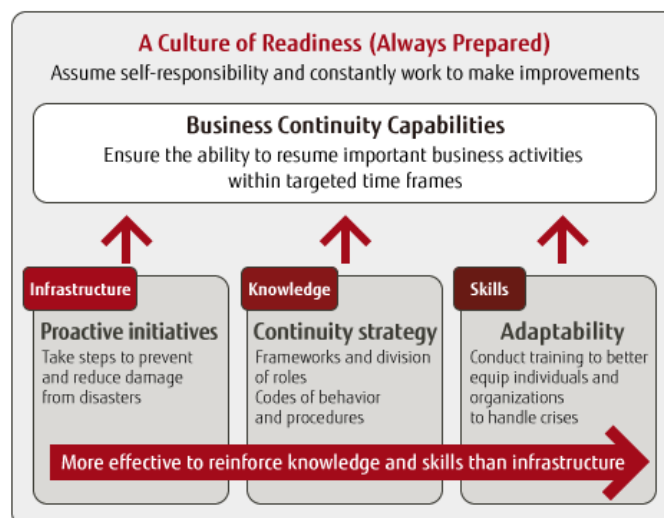 A Culture of Readiness (Always Prepared)
Assume self-responsibility and constantly work to make improvements
Business Continuity Capabilities
Ensure the ability to resume important business activities
within targeted time frames
Infrastructure
Proactive initiatives
Take steps to prevent
and reduce damage
from disasters
Knowledge
Continuity strategy
Frameworks and division
of roles
Codes of behavior
and procedures
Skills
Adaptability
Conduct training to better
equip individuals and
organizations
to handle crises
More effective to reinforce knowledge and skills than infrastructure